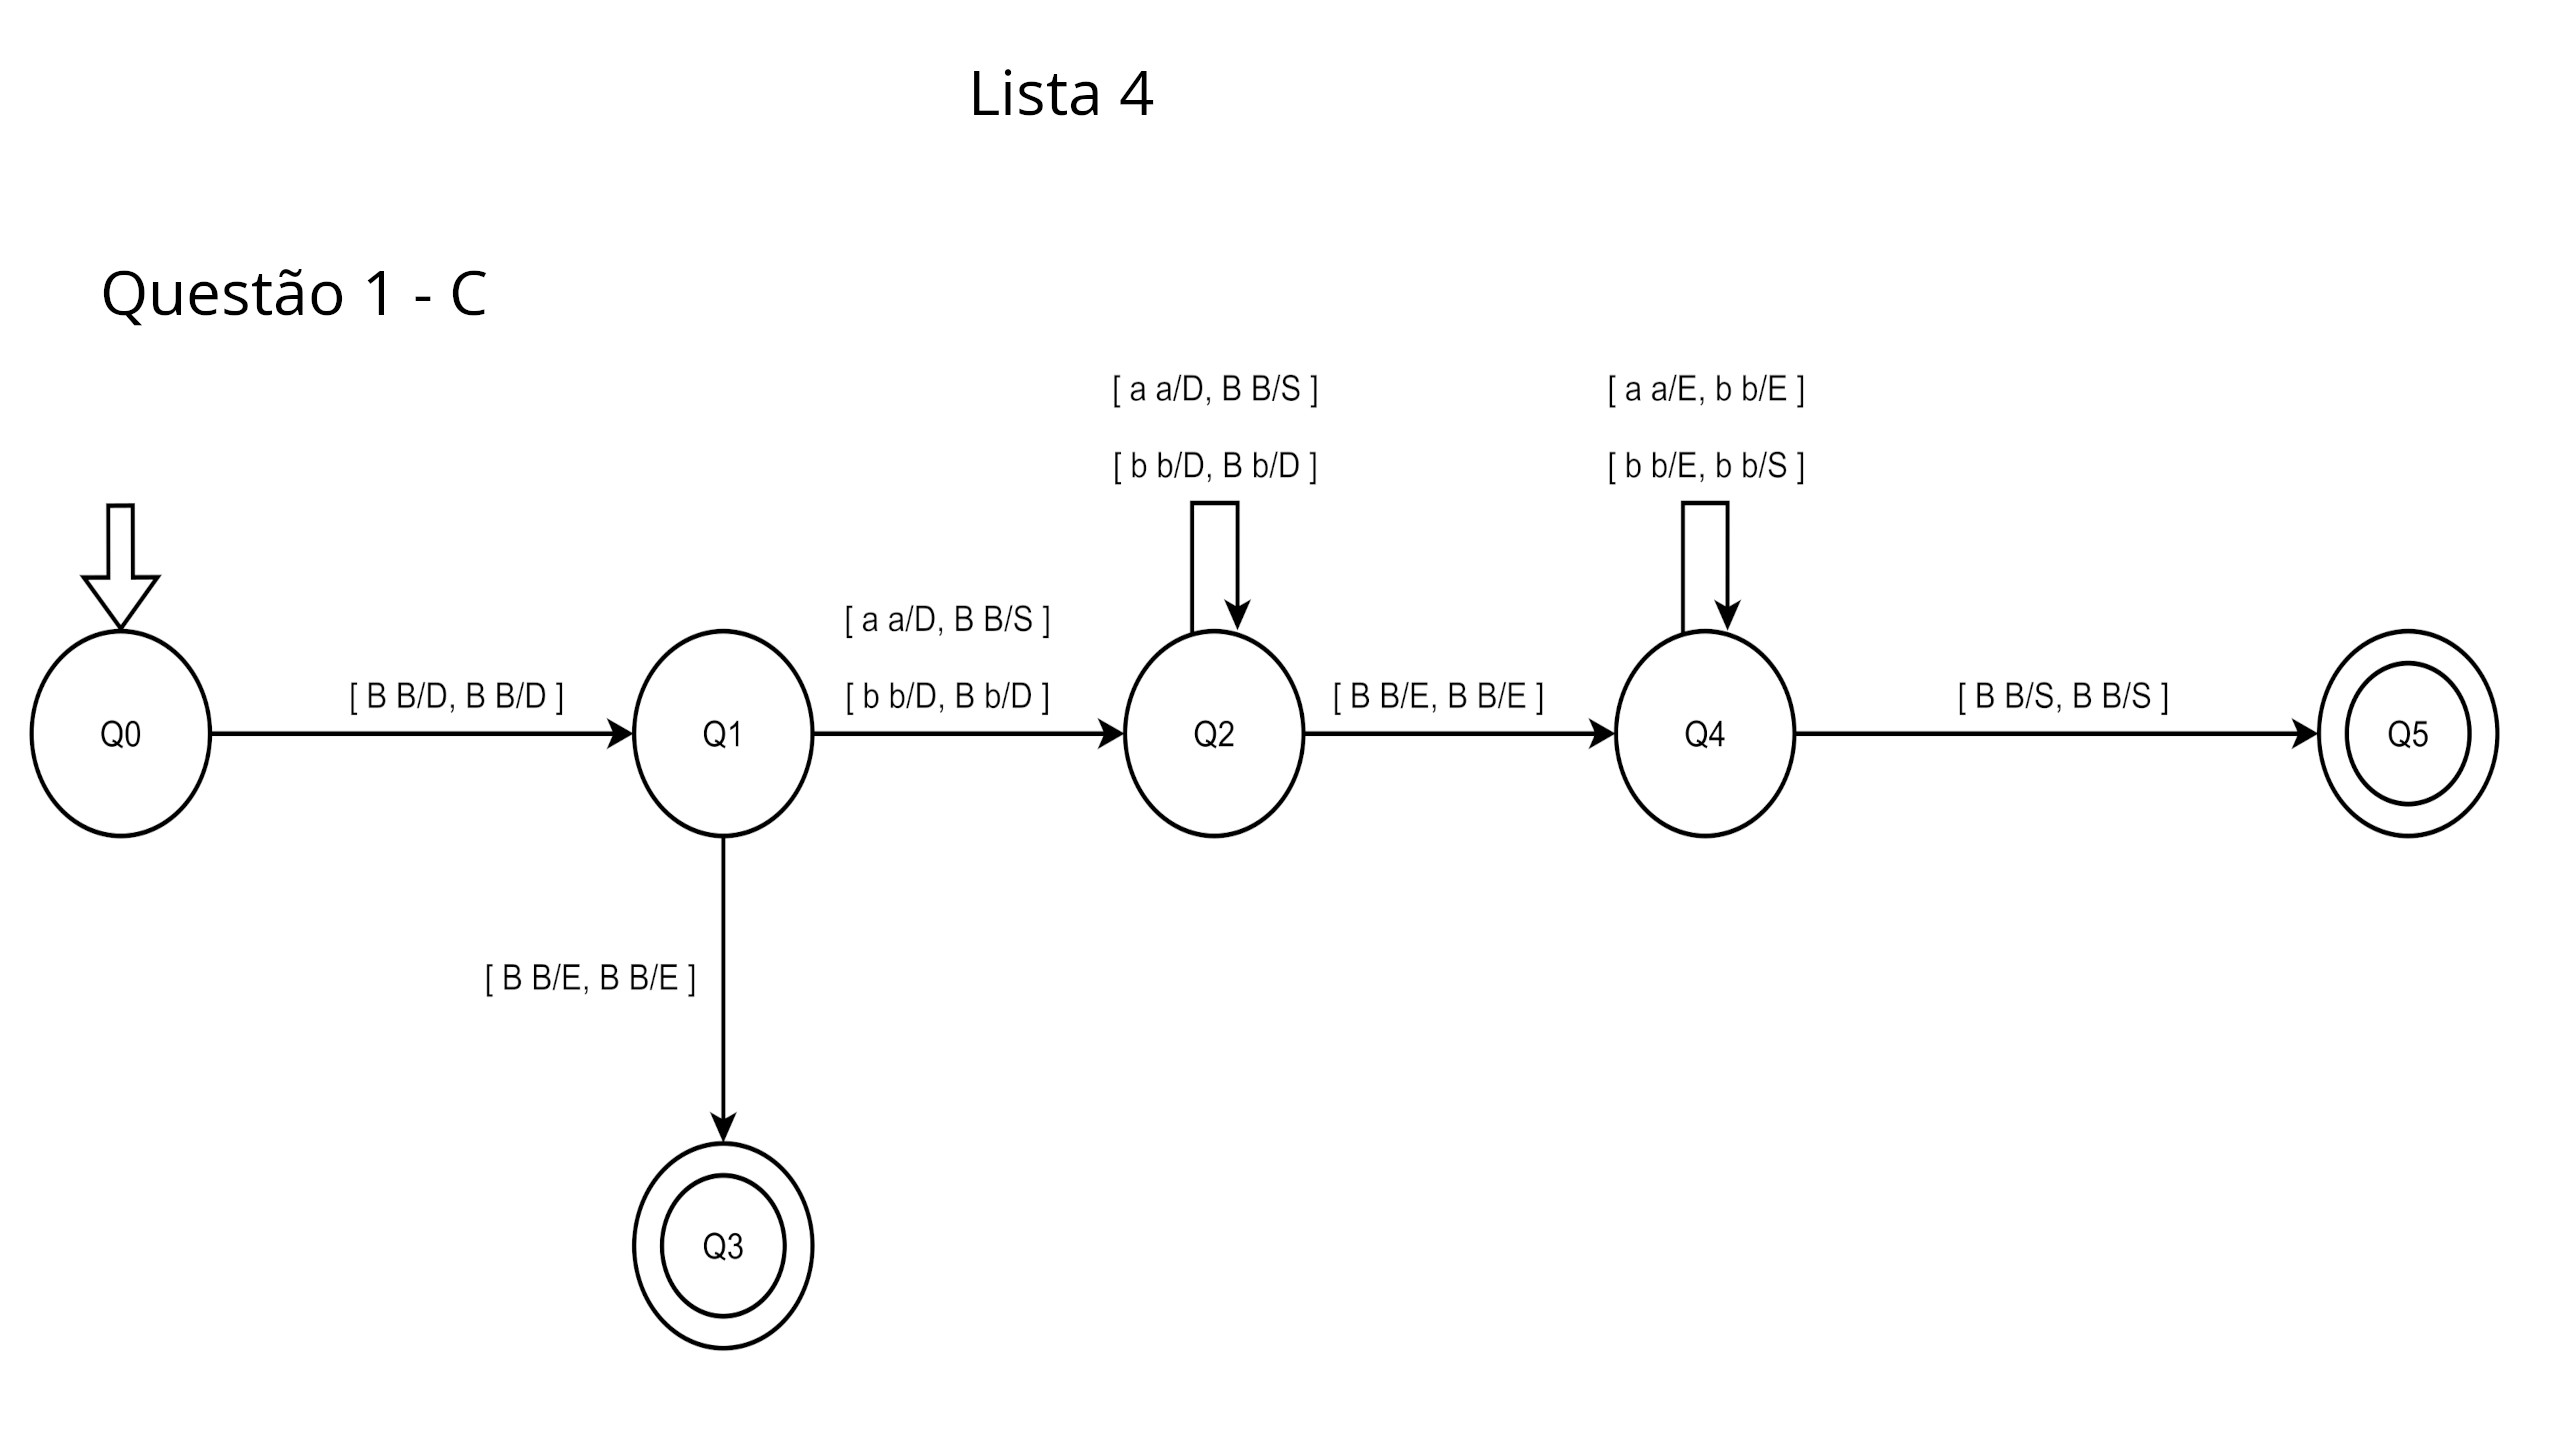 Lista 4
Questão 1 - C
[ a a/D, B B/S ]
[ b b/D, B b/D ]
[ a a/E, b b/E ]
[ b b/E, b b/S ]
[ a a/D, B B/S ]
[ b b/D, B b/D ]
[ B B/D, B B/D ]
[ B B/E, B B/E ]
[ B B/S, B B/S ]
Q0
Q1
Q2
Q4
Q5
[ B B/E, B B/E ]
Q3